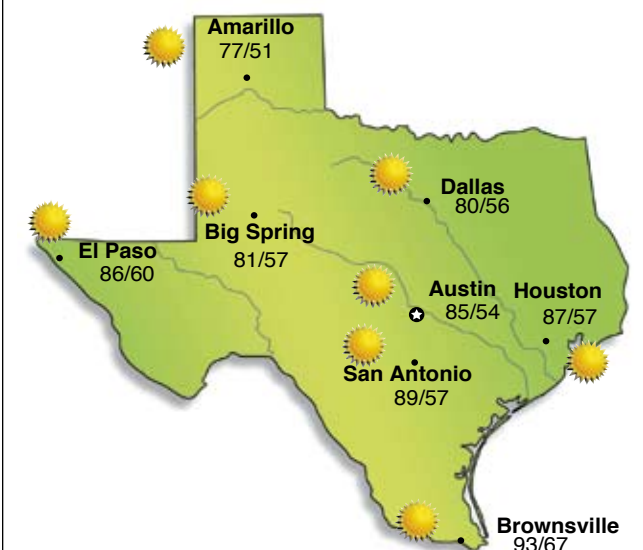 Amarillo
77/51
Dallas
80/56
Big Spring
81/57
El Paso
86/60
Austin
85/54
Houston
87/57
San Antonio
89/57
Brownsville
93/67